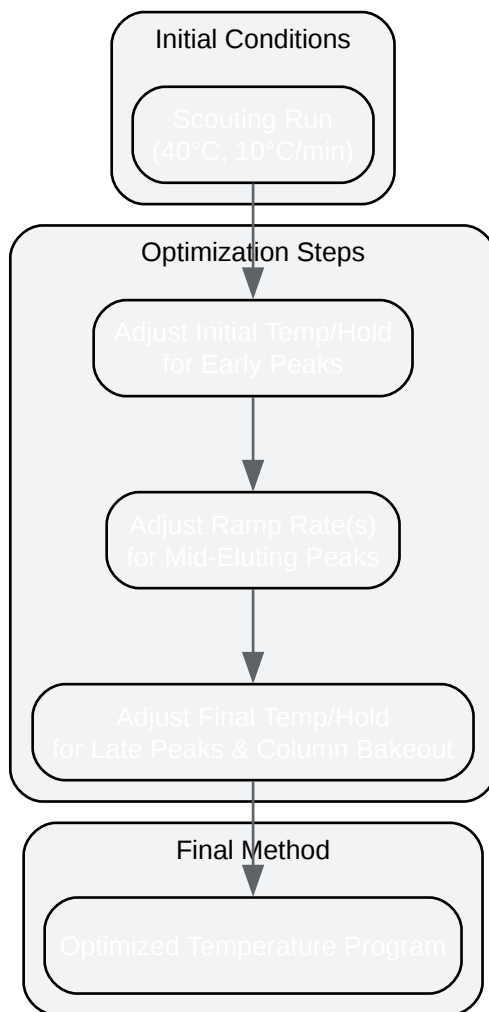 Initial Conditions
Scouting Run
(40°C, 10°C/min)
Optimization Steps
Adjust Initial Temp/Hold
for Early Peaks
Adjust Ramp Rate(s)
for Mid-Eluting Peaks
Adjust Final Temp/Hold
for Late Peaks & Column Bakeout
Final Method
Optimized Temperature Program